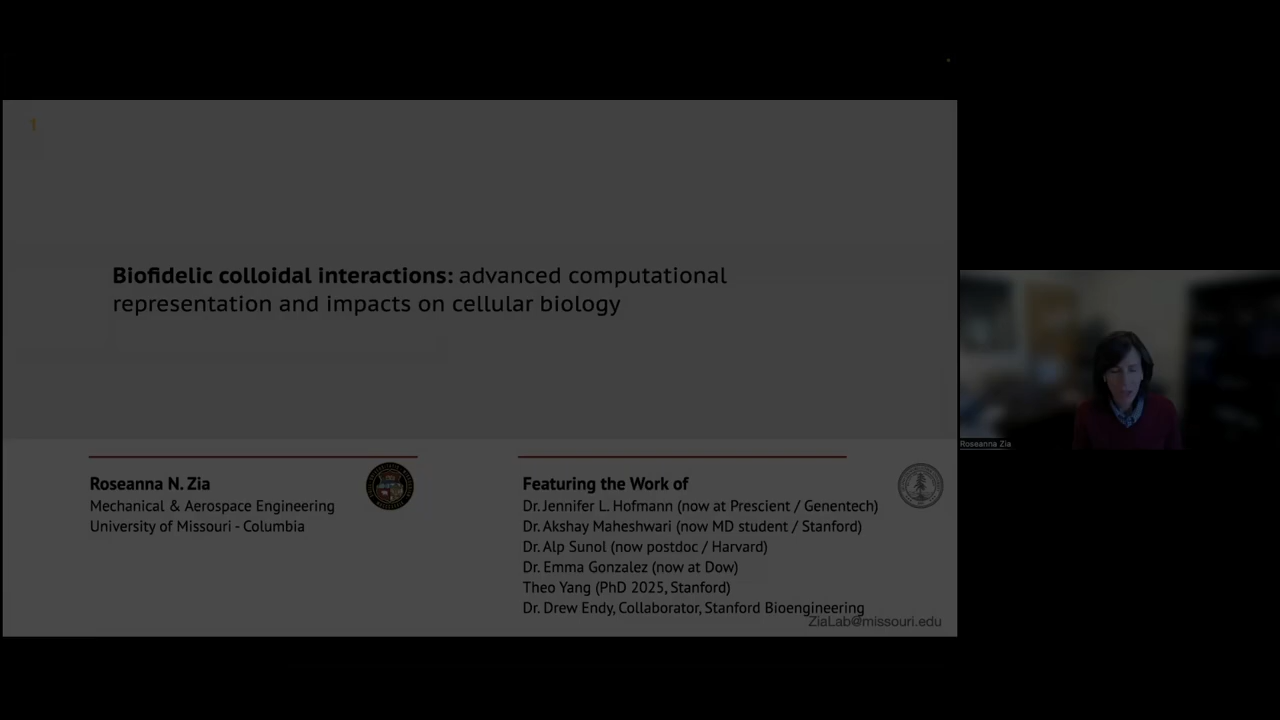 1
Biofidelic colloidal interactions: advanced computational
representation and impacts on cellular biology
Roseanna N. Zia
Mechanical & Aerospace Engineering
University of Missouri - Columbia
Featuring the Work of
Dr. Jennifer L. Hofmann (now at Prescient / Genentech)
Dr. Akshay Maheshwari (now MD student / Stanford)
Dr. Alp Sunol (now postdoc / Harvard)
Dr. Emma Gonzalez (now at Dow)
Theo Yang (PhD 2025, Stanford)
Dr. Drew Endy, Collaborator, Stanford Bioengineering
ZiaLab@missouri.edu
Roseanna Zia